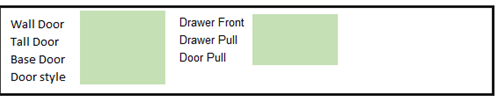 Wall Door
Tall Door
Base Door
Door style
Drawer Front
Drawer Pull
Door Pull